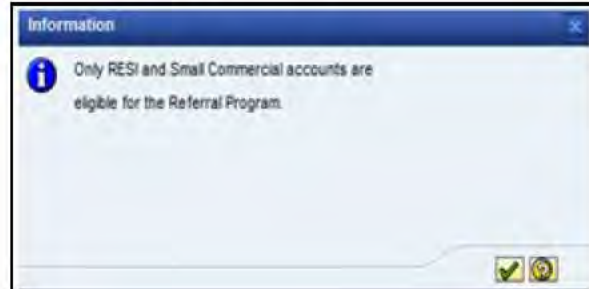 Information
Only RESI and Small Commercial accounts are
eligible for the Referral Program.